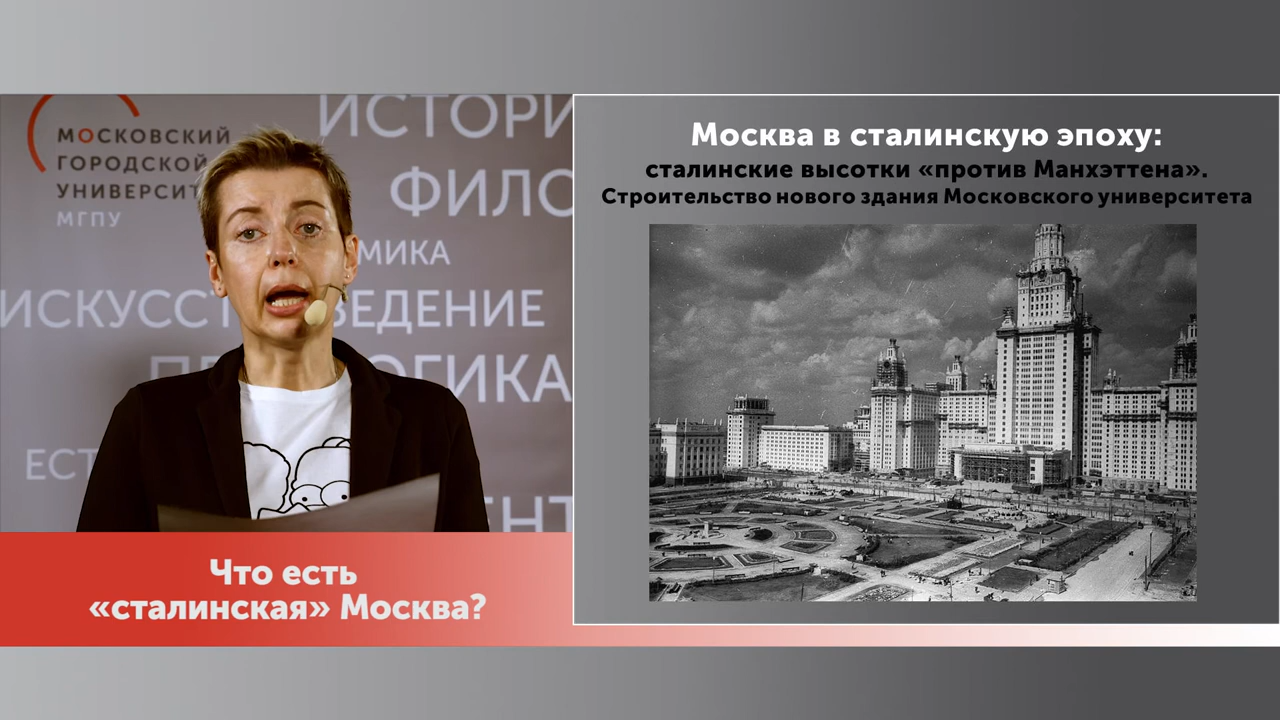 МОСКОВСКИЙ
ГОРОДСКОЙ
УНИВЕРСИТ
МГПУ
ИСТОРИ
ФИЛО
МИКА
ИСКУССТ ВЕДЕНИЕ
ОГИКА
ЕСТ
ЕНТ
Что есть
«сталинская» Москва?
Москва в сталинскую эпоху:
сталинские высотки «против Манхэттена».
Строительство нового здания Московского университета